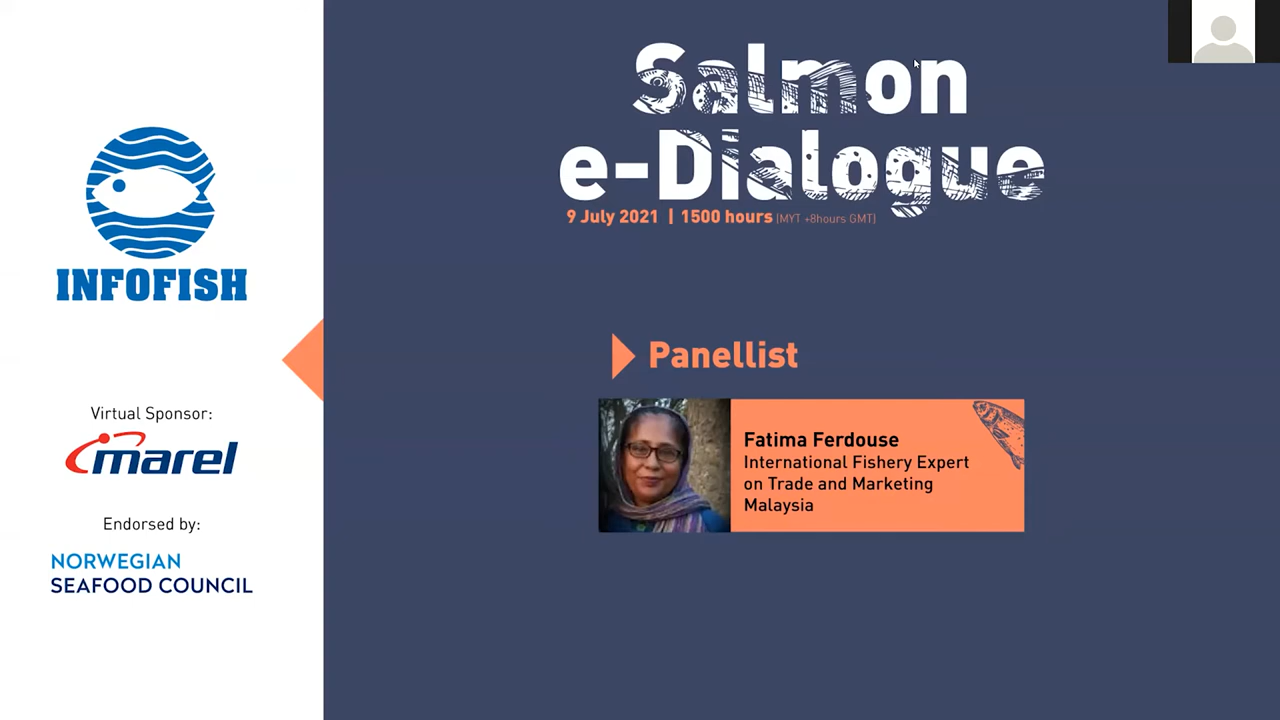 INFOFISH
Virtual Sponsor:
marel
Endorsed by:
NORWEGIAN
SEAFOOD COUNCIL
Salmon
e-Dialogue
9 July 2021 | 1500 hours (MYT +8hours GMT)
Panellist
Fatima Ferdouse
International Fishery Expert
on Trade and Marketing
Malaysia